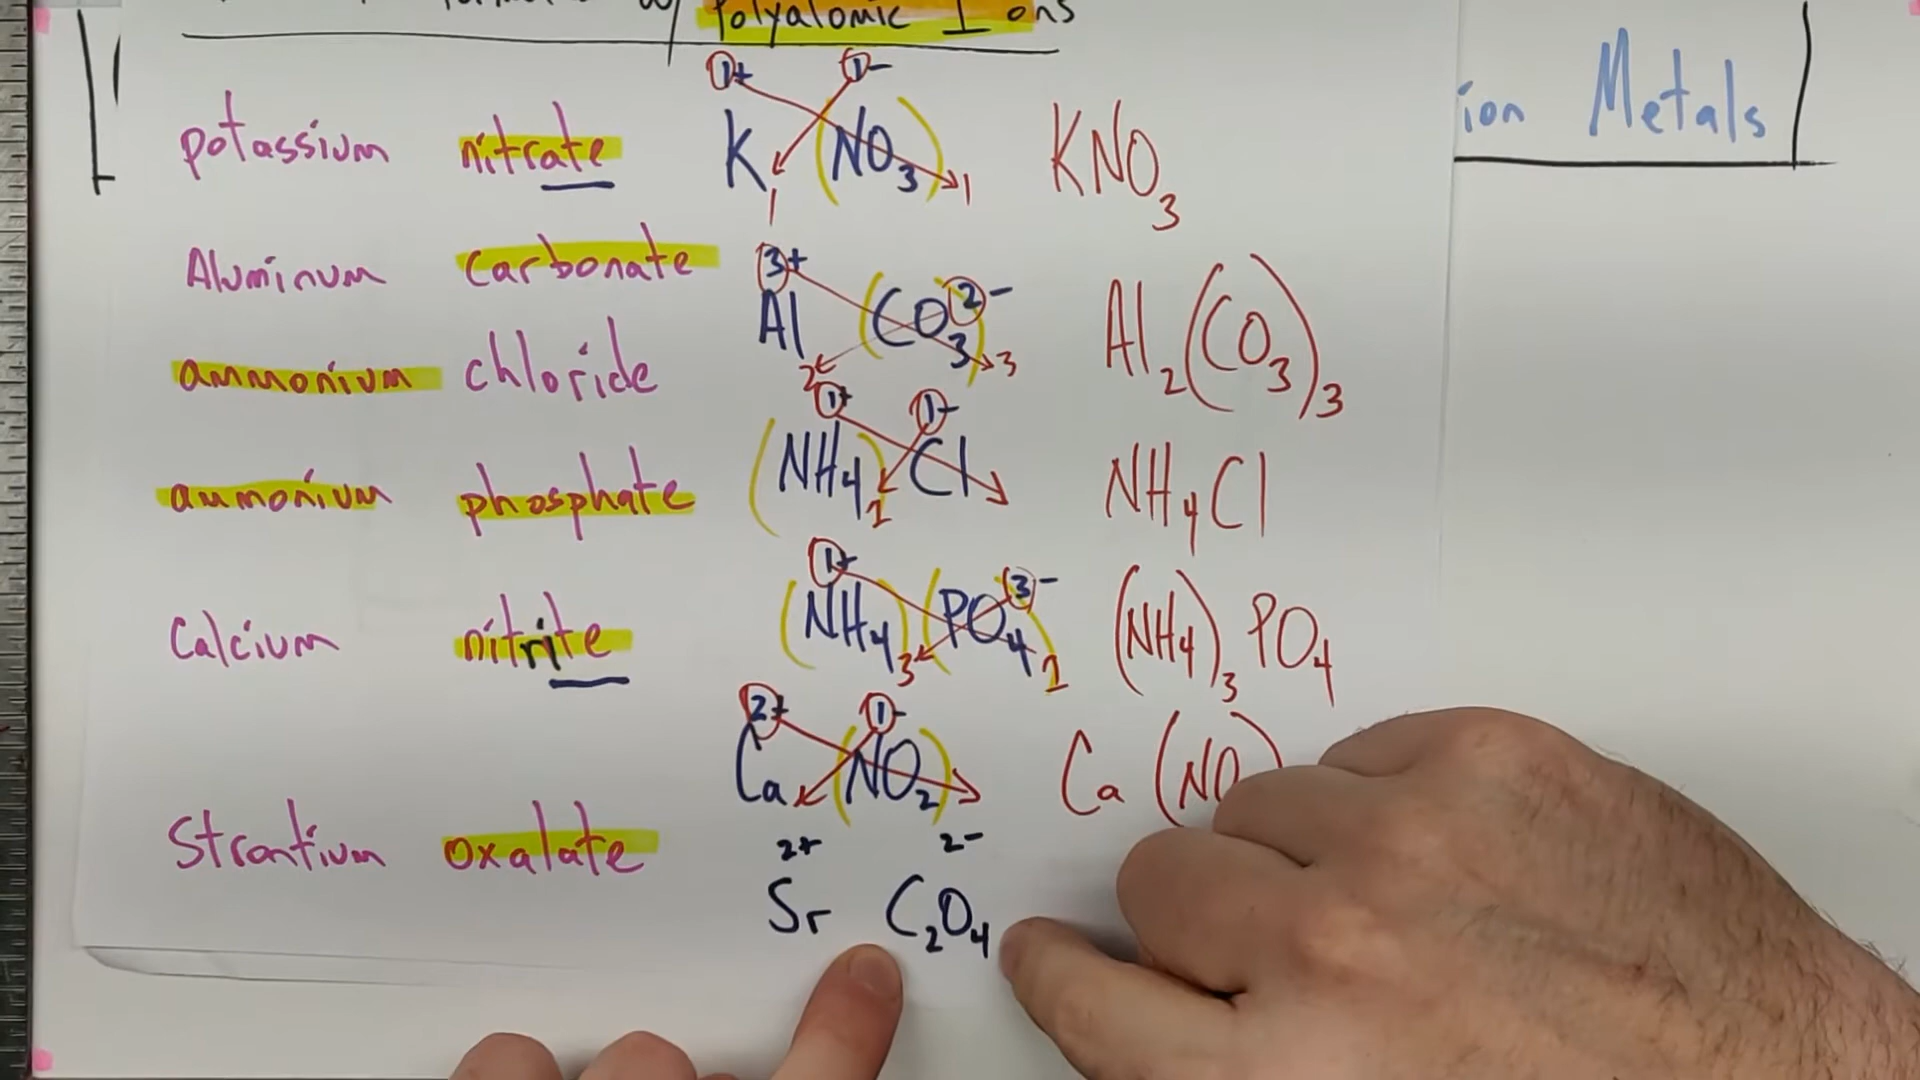 w/ Polyatomic Ions
ion Metals
potassium nitrate K 1+ (NO3) 1- 1 1 KNO3
Aluminum carbonate Al 3+ (CO3) 2- 2 3 Al2(CO3)3
ammonium chloride (NH4) 1+ Cl 1- 1 NH4Cl
ammonium phosphate (NH4) 1+ (PO4) 3- 3 1 (NH4)3PO4
Calcium nitrite Ca 2+ (NO2) 1- Ca (NO)
Strontium oxalate Sr 2+ C2O4 2-